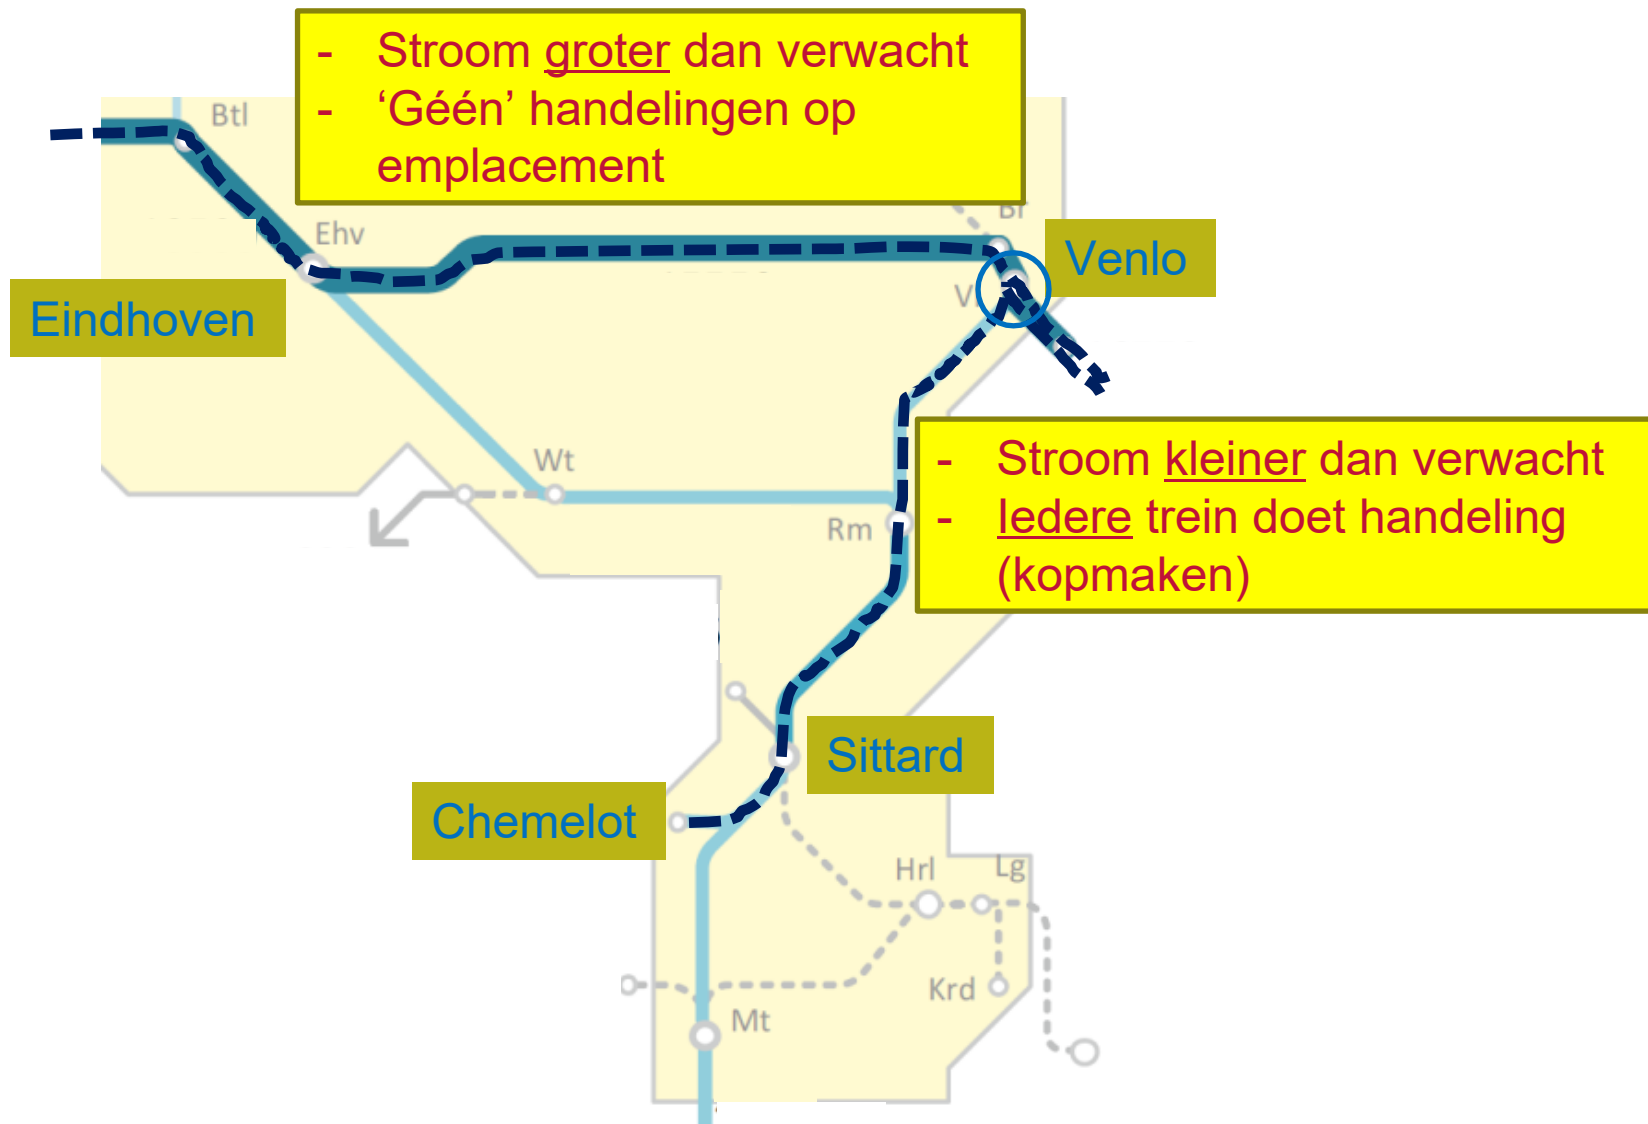 - Stroom groter dan verwacht
- ‘Géén’ handelingen op
emplacement
Btl
Ehv
Venlo
Eindhoven
Wt
- Stroom kleiner dan verwacht
- Iedere trein doet handeling
(kopmaken)
Rm
Sittard
Chemelot
Hrl
Lg
Krd
Mt